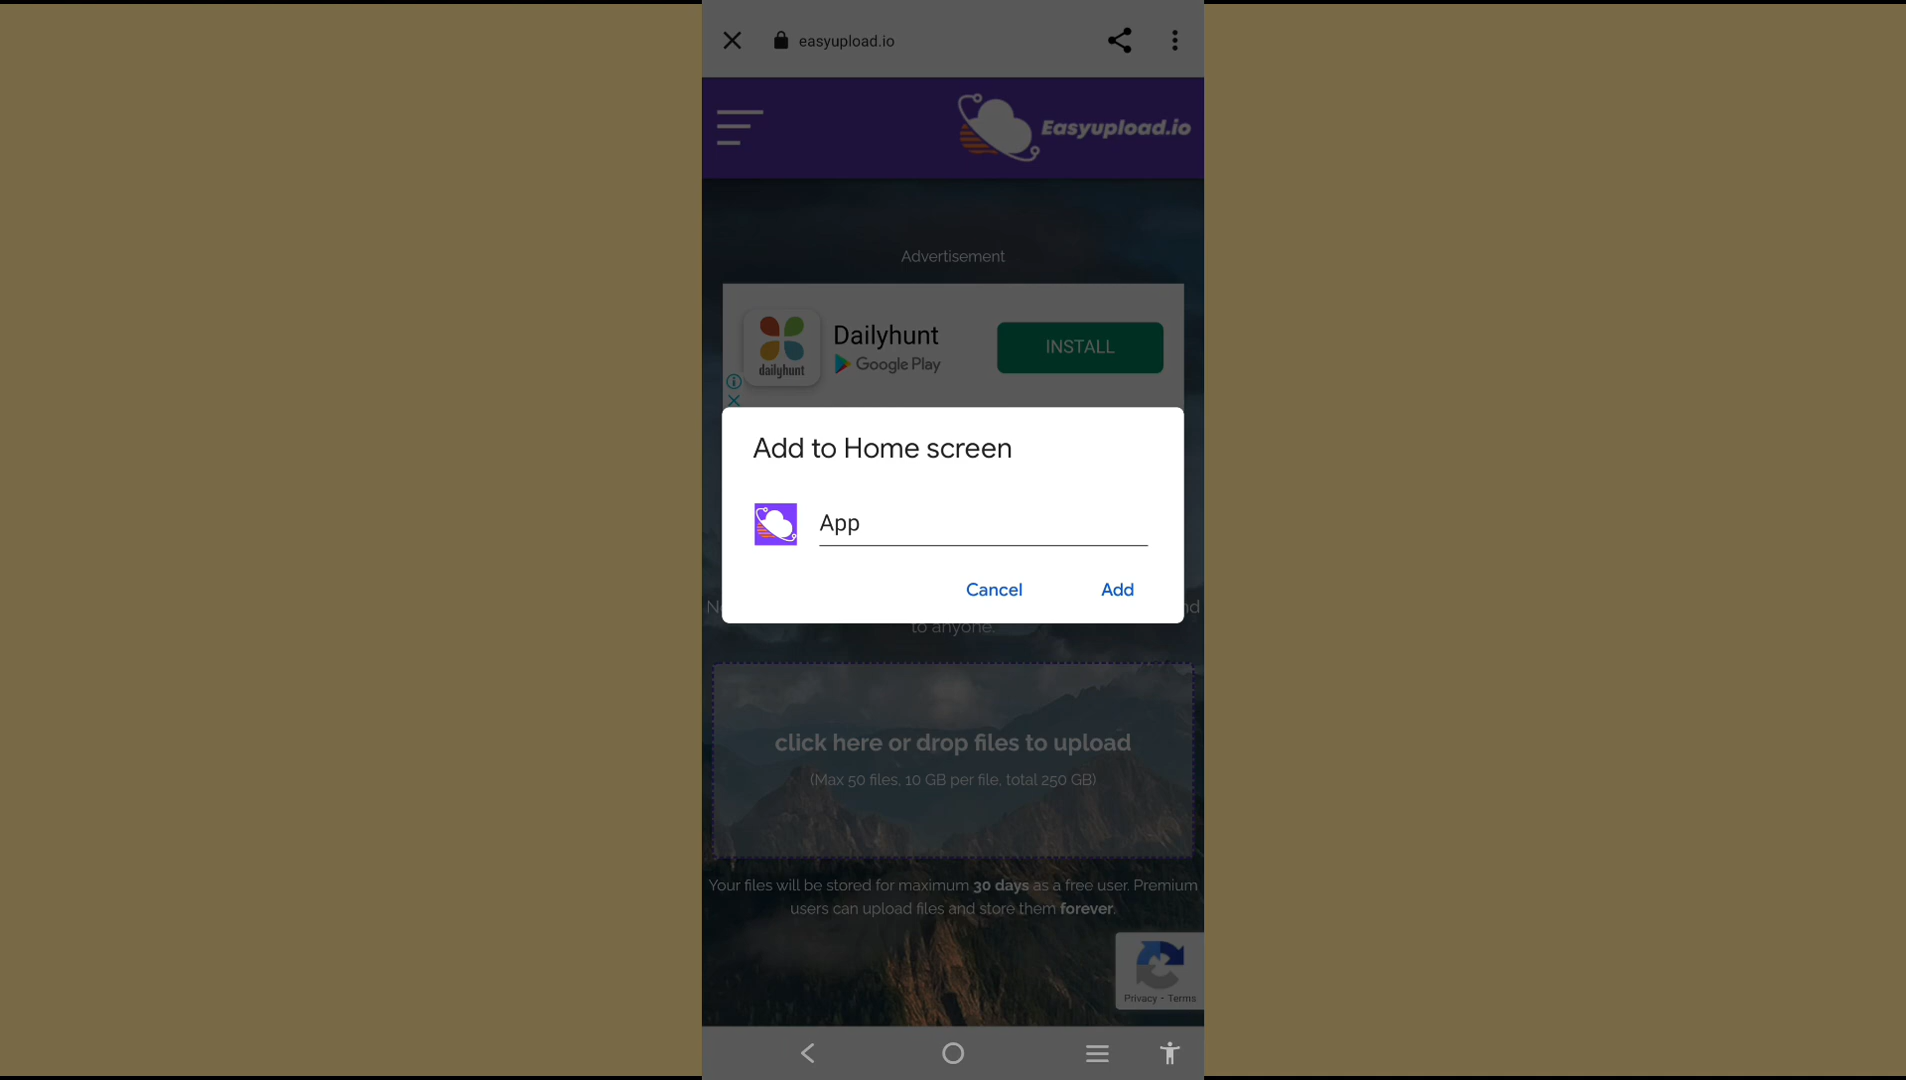 easyupload.io
Easyupload.io
Advertisement
dailyhunt
Dailyhunt
Google Play
INSTALL
Add to Home screen
App
Cancel
Add
to anyone.
click here or drop files to upload
(Max 50 files, 10 GB per file, total 250 GB)
Your files will be stored for maximum 30 days as a free user. Premium
users can upload files and store them forever.
Privacy - Terms